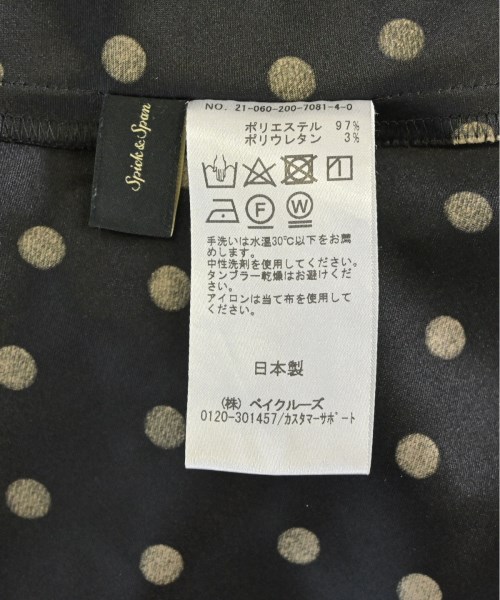 Spick & Span
NO. 21-060-200-7081-4-0
ポリエステル 97%
ポリウレタン 3%
F W
手洗いは水温30℃以下をお薦
めします。
中性洗剤を使用してください。
タンブラー乾燥はお避けくだ
さい。
アイロンは当て布を使用して
ください。
日本製
(株) ベイクルーズ
0120-301457/カスタマーサポート